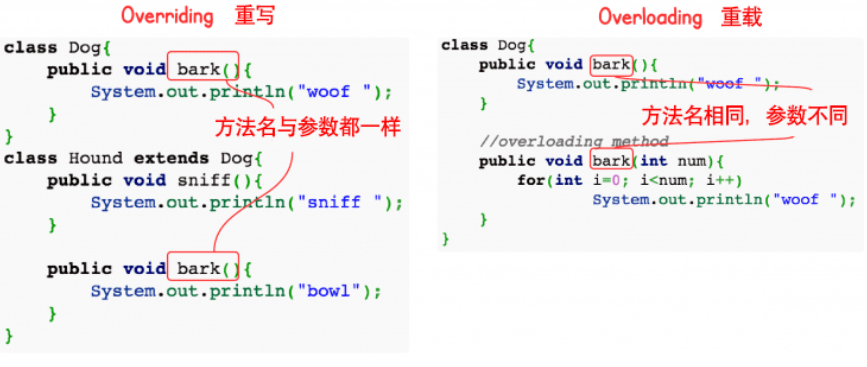 Overriding 重写
class Dog{
public void bark(){
System.out.println("woof ");
}
}
方法名与参数都一样
class Hound extends Dog{
public void sniff(){
System.out.println("sniff ");
}
public void bark(){
System.out.println("bowl");
}
}
Overloading 重载
class Dog{
public void bark(){
System.out.println("woof ");
}
方法名相同，参数不同
//overloading method
public void bark(int num){
for(int i=0; i<num; i++)
System.out.println("woof ");
}
}